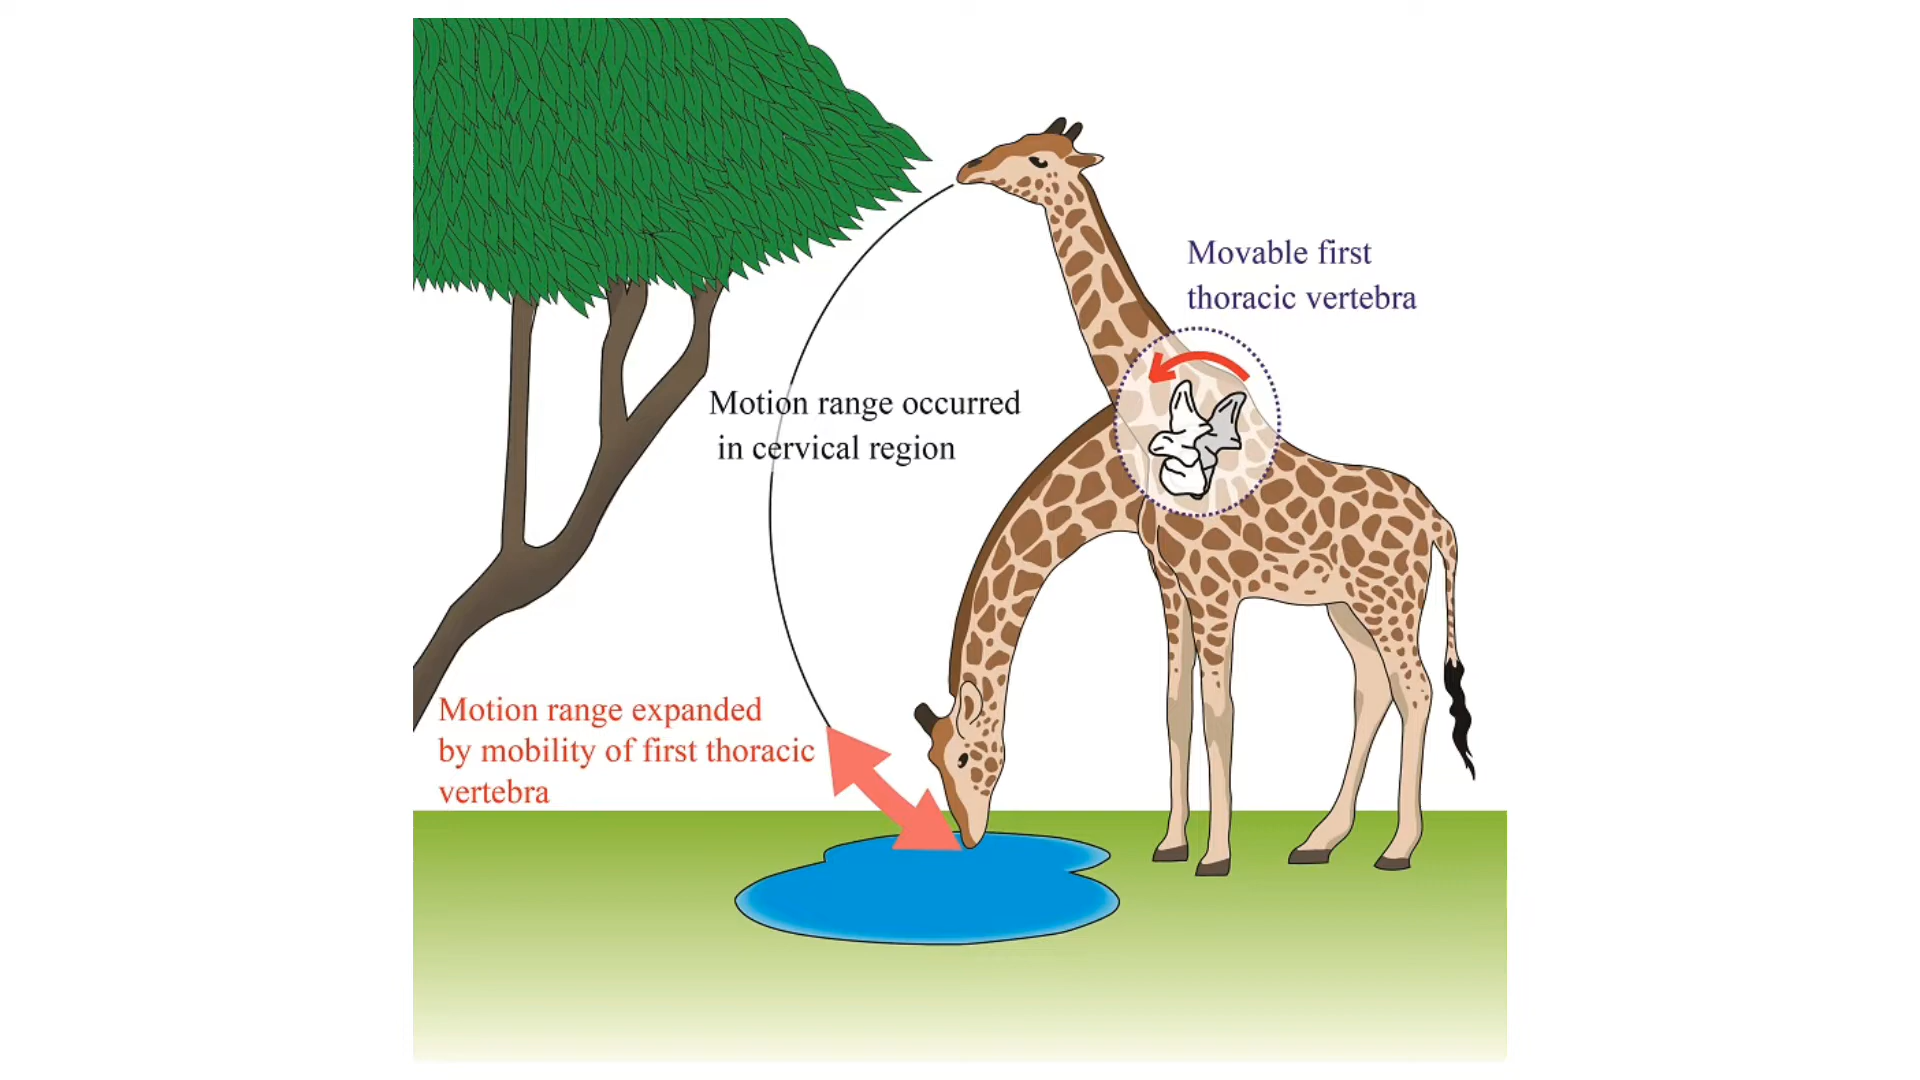 Movable first
thoracic vertebra
Motion range occurred
in cervical region
Motion range expanded
by mobility of first thoracic
vertebra